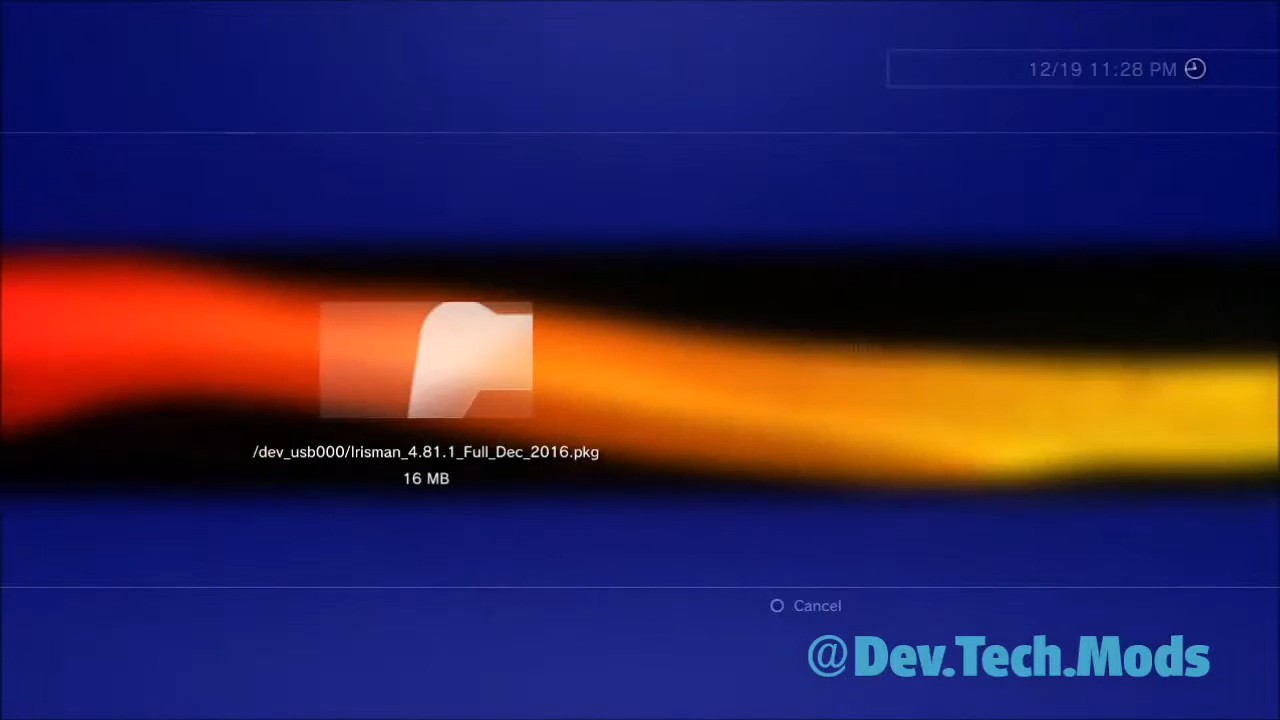 12/19 11:28 PM
/dev_usb000/Irisman_4.81.1_Full_Dec_2016.pkg
16 MB
Cancel
@Dev.Tech.Mods